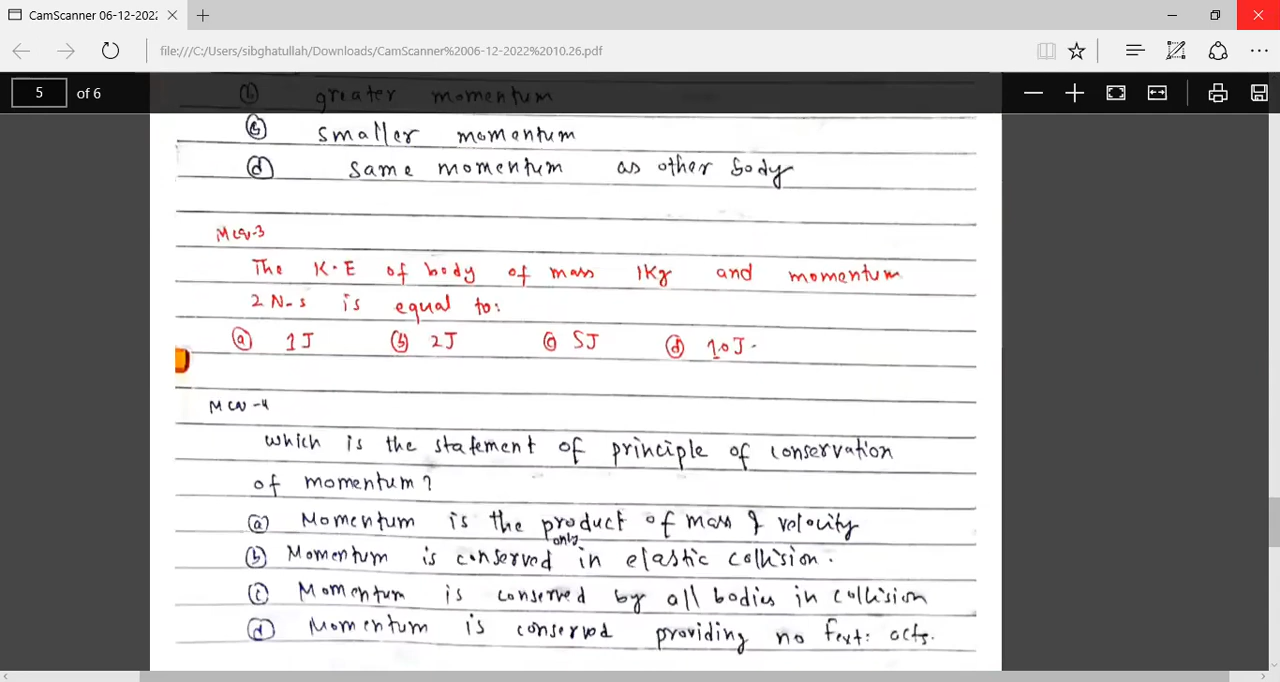 CamScanner 06-12-202
file:///C:/Users/sibghatullah/Downloads/CamScanner%2006-12-2022%2010.26.pdf
5 of 6
(b) greater momentum
smaller momentum
(d) same momentum as other body
MCQ-3
The K.E of body of mass 1Kg and momentum
2 N-s is equal to:
(a) 1J (b) 2J (c) 5J (d) 10J.
MCQ-4
which is the statement of principle of conservation
of momentum?
(a) Momentum is the product of mass & velocity
only
(b) Momentum is conserved in elastic collision.
(c) Momentum is conserved by all bodies in collision
(d) Momentum is conserved providing no Fext: acts.